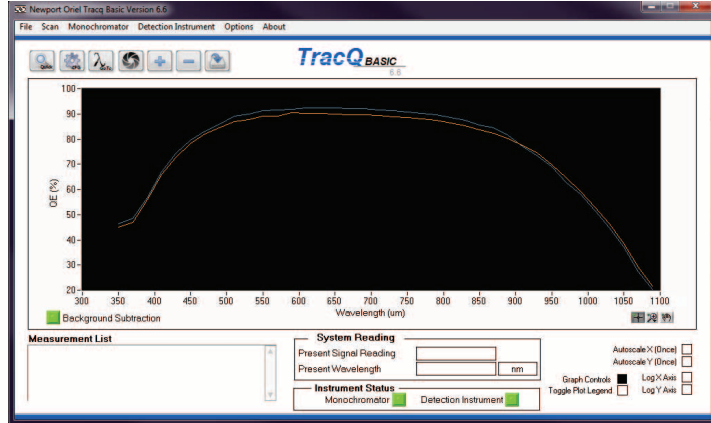 Newport Oriel Tracq Basic Version 6.6
File Scan Monochromator Detection Instrument Options About
TracQ BASIC
6.6
100
90
80
70
60
50
40
30
20
QE (%)
300 350 400 450 500 550 600 650 700 750 800 850 900 950 1000 1050 1100
Wavelength (um)
Background Subtraction
Measurement List
System Reading
Present Signal Reading
Present Wavelength nm
Instrument Status
Monochromator Detection Instrument
Autoscale X (Once)
Autoscale Y (Once)
Graph Controls Log X Axis
Toggle Plot Legend Log Y Axis